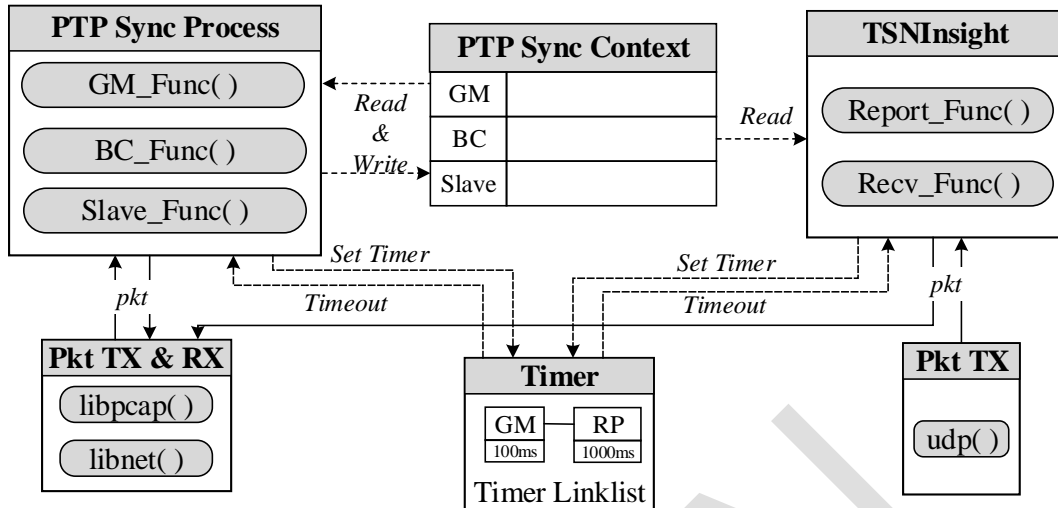 PTP Sync Process
GM_Func( )
BC_Func( )
Slave_Func( )
Read
&
Write
PTP Sync Context
GM
BC
Slave
Read
TSNInsight
Report_Func( )
Recv_Func( )
Set Timer
Timeout
pkt
Set Timer
Timeout
pkt
Pkt TX & RX
libpcap( )
libnet( )
Timer
GM
100ms
RP
1000ms
Timer Linklist
Pkt TX
udp( )